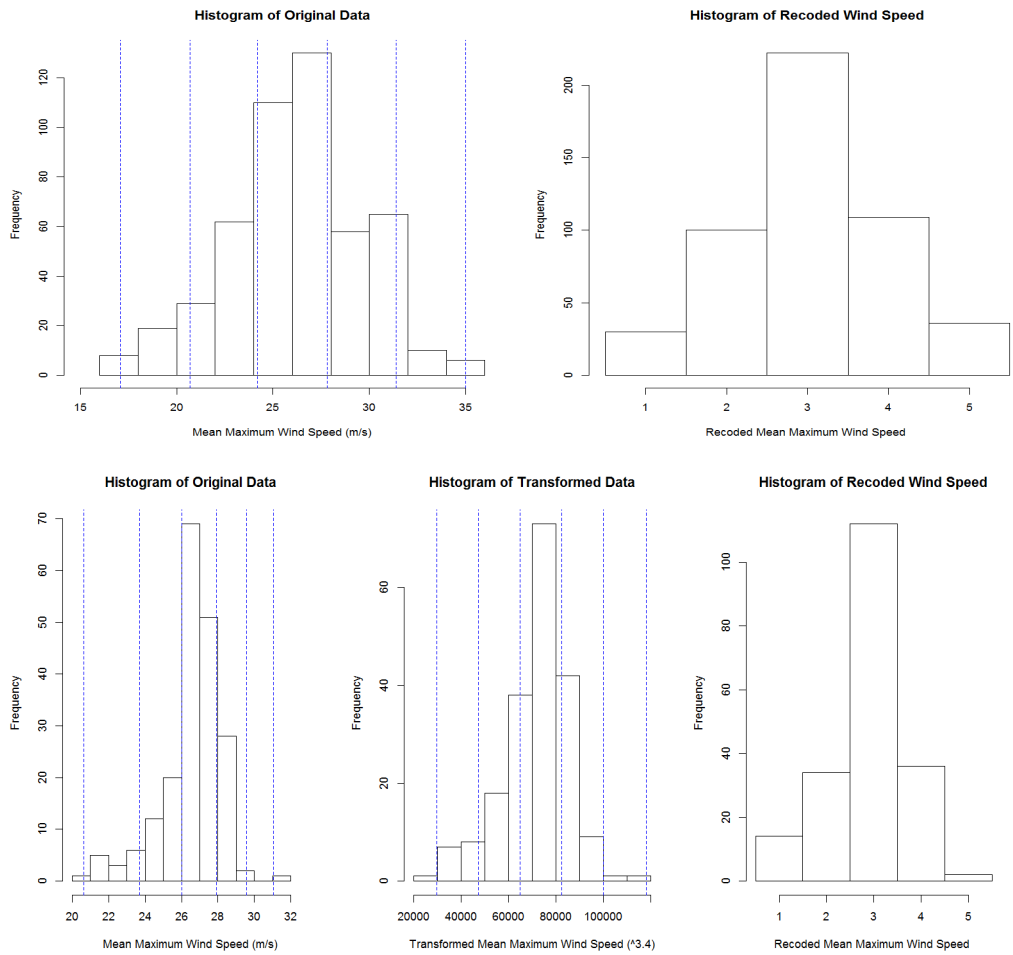 Histogram of Original Data
Histogram of Recoded Wind Speed
Frequency
0 20 40 60 80 100 120
15 20 25 30 35
Mean Maximum Wind Speed (m/s)
Frequency
0 50 100 150 200
1 2 3 4 5
Recoded Mean Maximum Wind Speed
Histogram of Original Data
Histogram of Transformed Data
Histogram of Recoded Wind Speed
Frequency
0 10 20 30 40 50 60 70
20 22 24 26 28 30 32
Mean Maximum Wind Speed (m/s)
Frequency
0 20 40 60
20000 40000 60000 80000 100000
Transformed Mean Maximum Wind Speed (^3.4)
Frequency
0 20 40 60 80 100
1 2 3 4 5
Recoded Mean Maximum Wind Speed